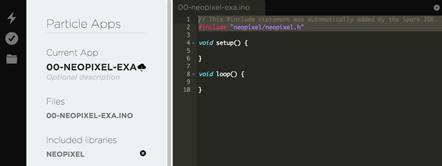 Particle Apps
Current App
00-NEOPIXEL-EXA
Optional description
Files
00-NEOPIXEL-EXA.INO
Included libraries
NEOPIXEL
00-neopixel-exa.ino
1 // This #include statement was automatically added by the Spark IDE.
2 #include "neopixel/neopixel.h"
3
4 void setup() {
5
6 }
7
8 void loop() {
9
10 }